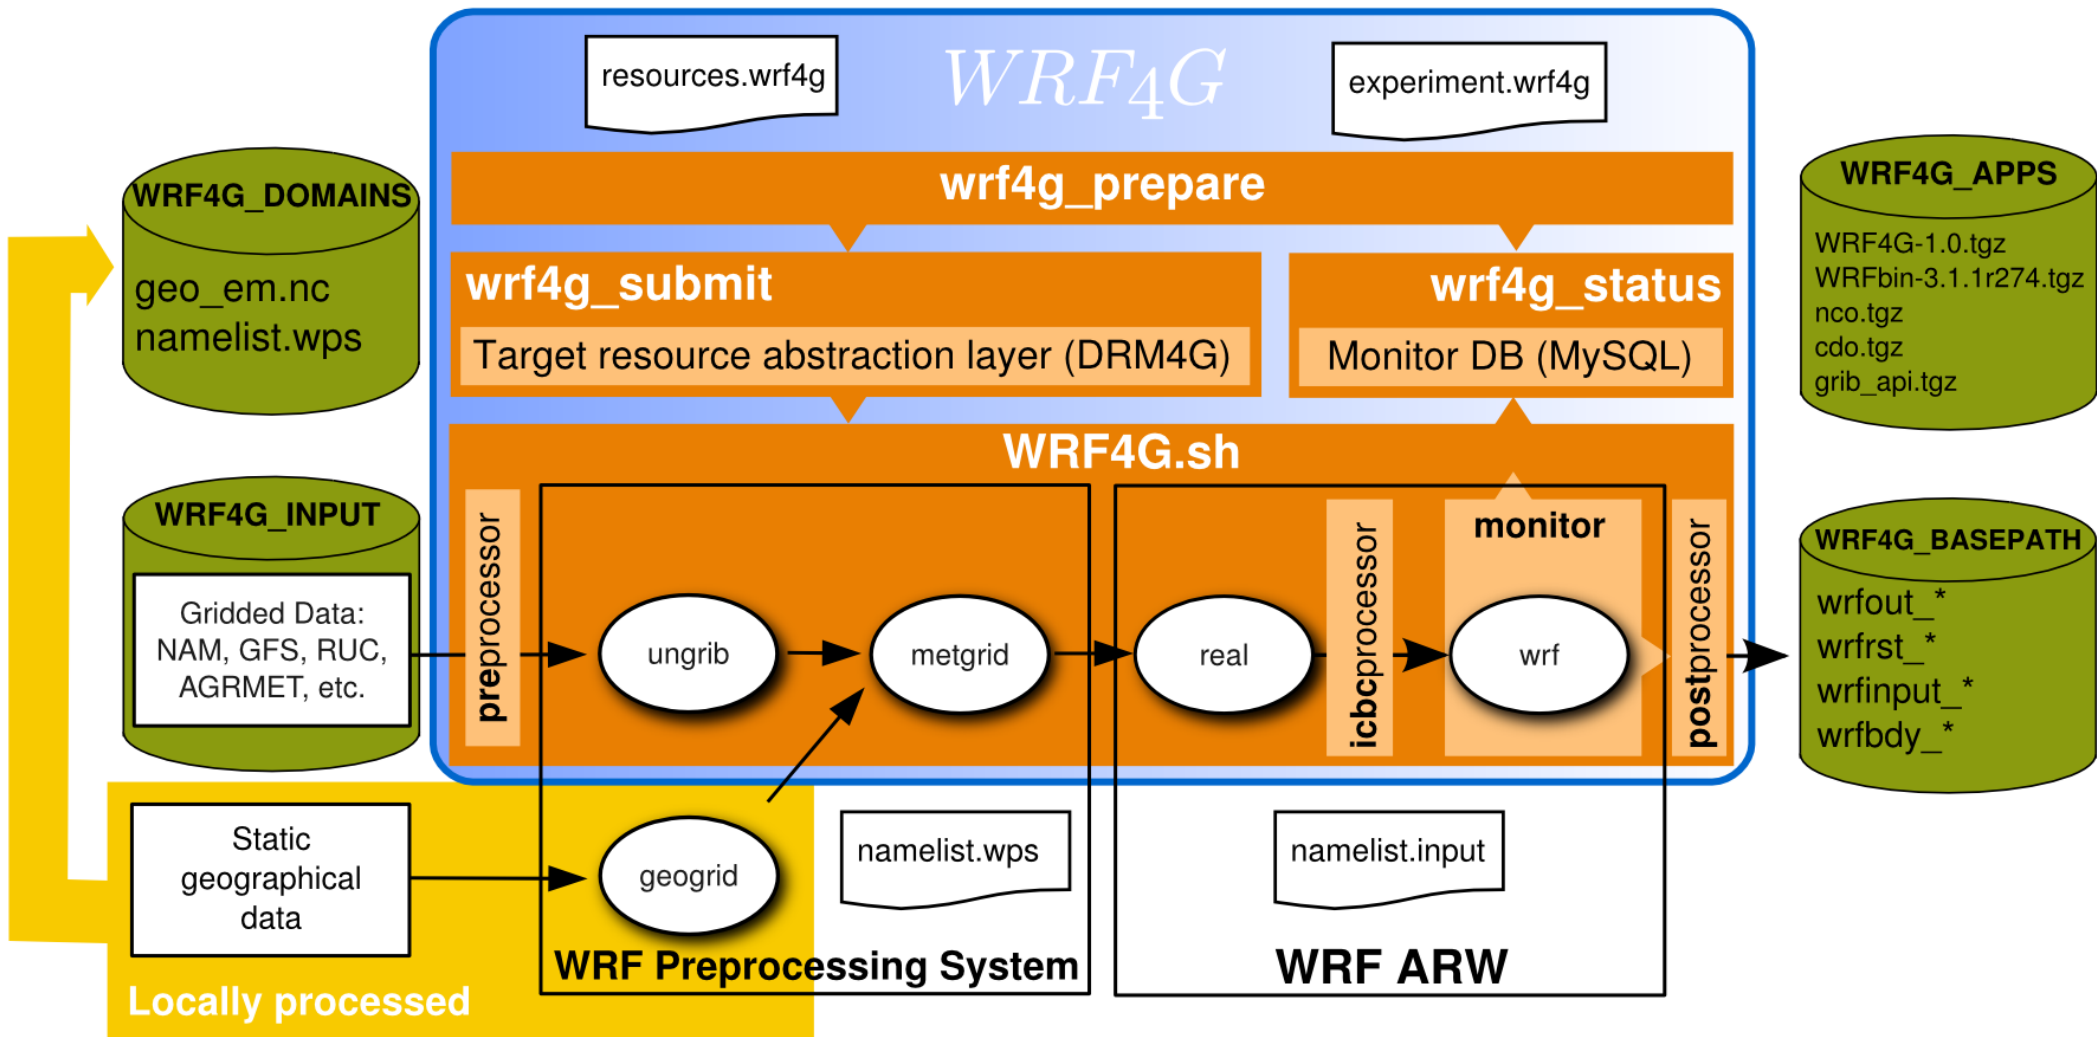 resources.wrf4g
WRF4G
experiment.wrf4g
wrf4g_prepare
wrf4g_submit
Target resource abstraction layer (DRM4G)
wrf4g_status
Monitor DB (MySQL)
WRF4G_DOMAINS
geo_em.nc
namelist.wps
WRF4G_APPS
WRF4G-1.0.tgz
WRFbin-3.1.1r274.tgz
nco.tgz
cdo.tgz
grib_api.tgz
WRF4G.sh
WRF4G_INPUT
Gridded Data:
NAM, GFS, RUC,
AGRMET, etc.
preprocessor
ungrib
metgrid
real
icbcprocessor
monitor
wrf
postprocessor
WRF4G_BASEPATH
wrfout_*
wrfrst_*
wrfinput_*
wrfbdy_*
Static
geographical
data
geogrid
namelist.wps
namelist.input
WRF Preprocessing System
WRF ARW
Locally processed